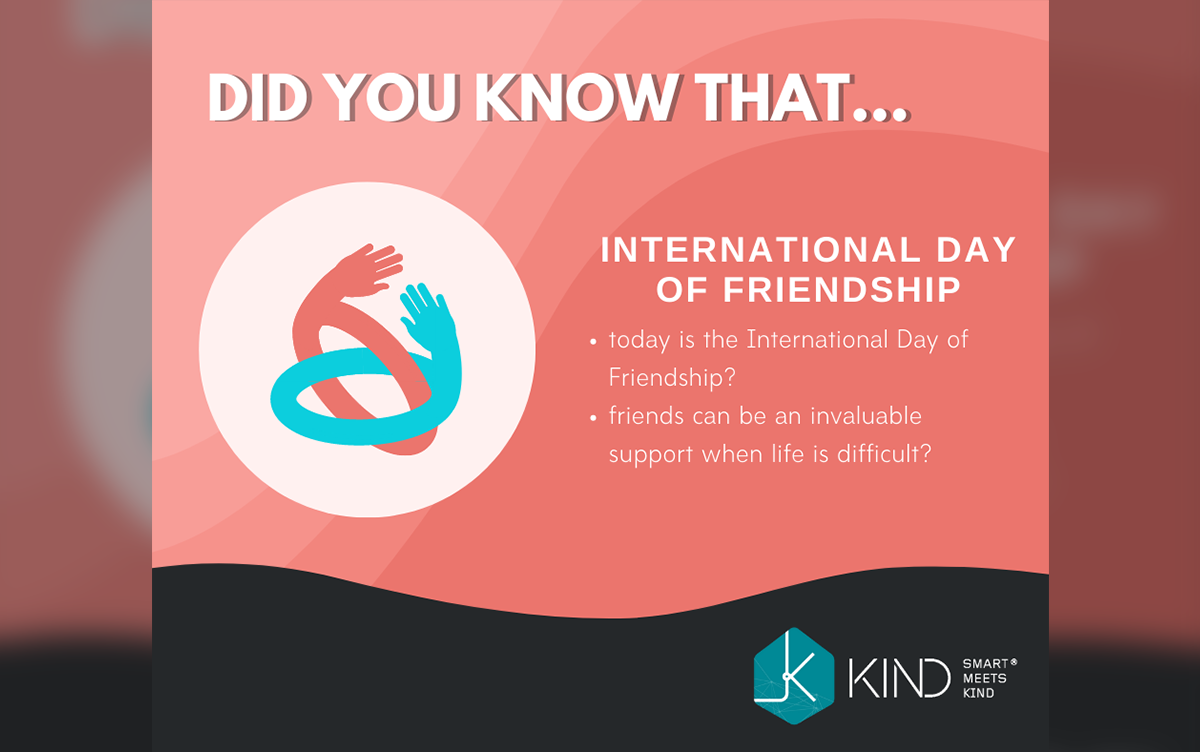 DID YOU KNOW THAT...
INTERNATIONAL DAY
OF FRIENDSHIP
• today is the International Day of
Friendship?
• friends can be an invaluable
support when life is difficult?
K
KIND
SMART®
MEETS
KIND